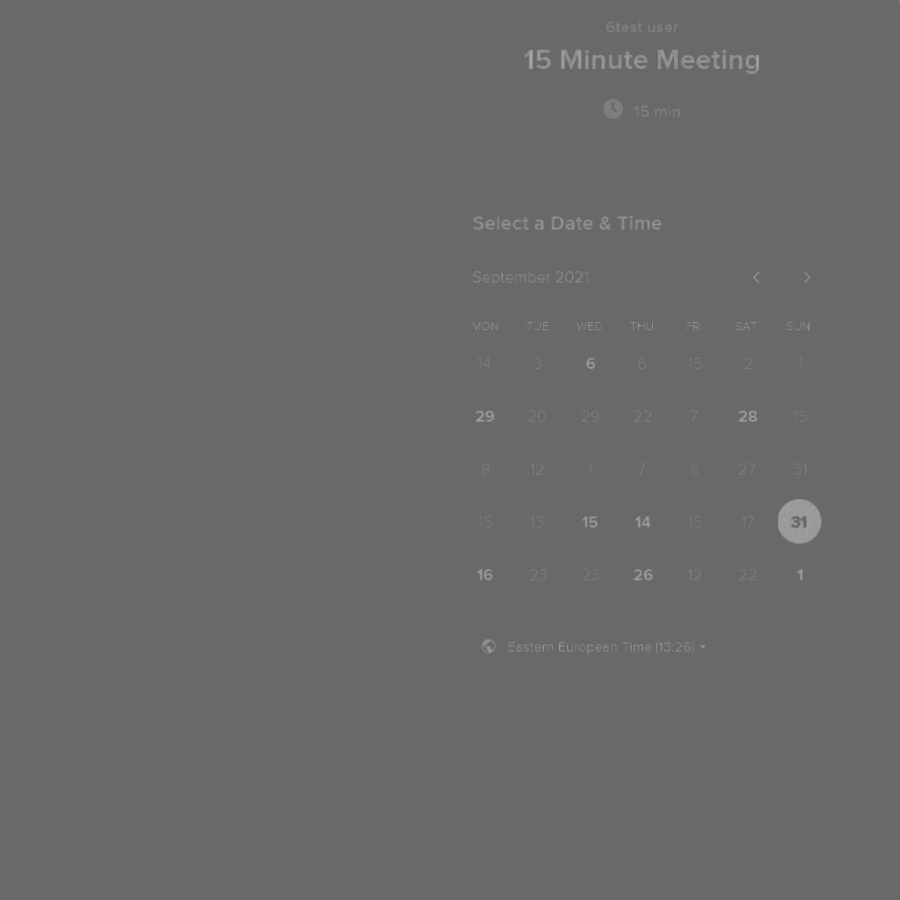 6test user
15 Minute Meeting
15 min
Select a Date & Time
September 2021
MON TUE WED THU FRI SAT SUN
14 3 6 6 15 2 1
29 20 29 22 7 28 15
8 12 1 7 6 27 31
15 13 15 14 15 17 31
16 23 23 26 12 22 1
Eastern European Time (13:26)